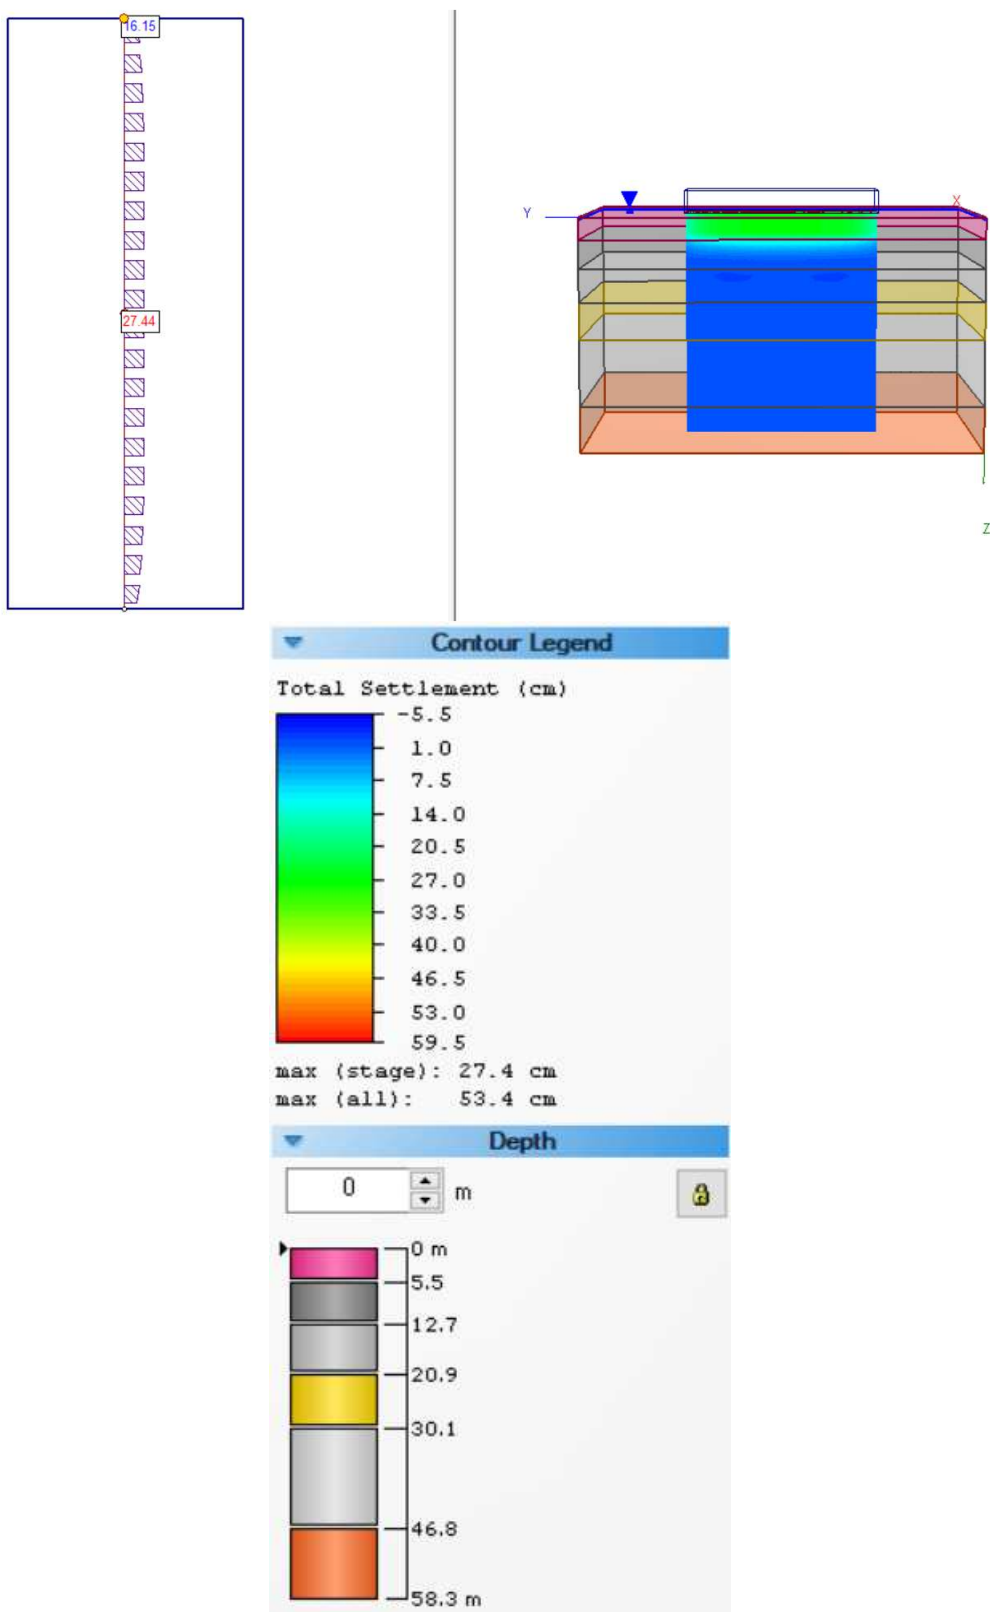 16.15
27.44
Y
X
Z
Contour Legend
Total Settlement (cm)
-5.5
1.0
7.5
14.0
20.5
27.0
33.5
40.0
46.5
53.0
59.5
max (stage): 27.4 cm
max (all): 53.4 cm
Depth
0 m
0 m
5.5
12.7
20.9
30.1
46.8
58.3 m